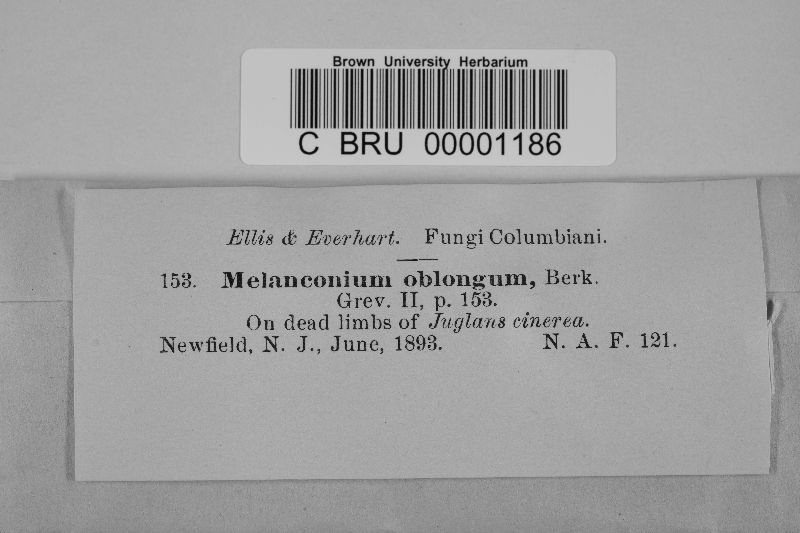 Brown University Herbarium
C BRU 00001186
Ellis & Everhart. Fungi Columbiani.
153. Melanconium oblongum, Berk.
Grev. II, p. 153.
On dead limbs of Juglans cinerea.
Newfield, N. J., June, 1893. N. A. F. 121.